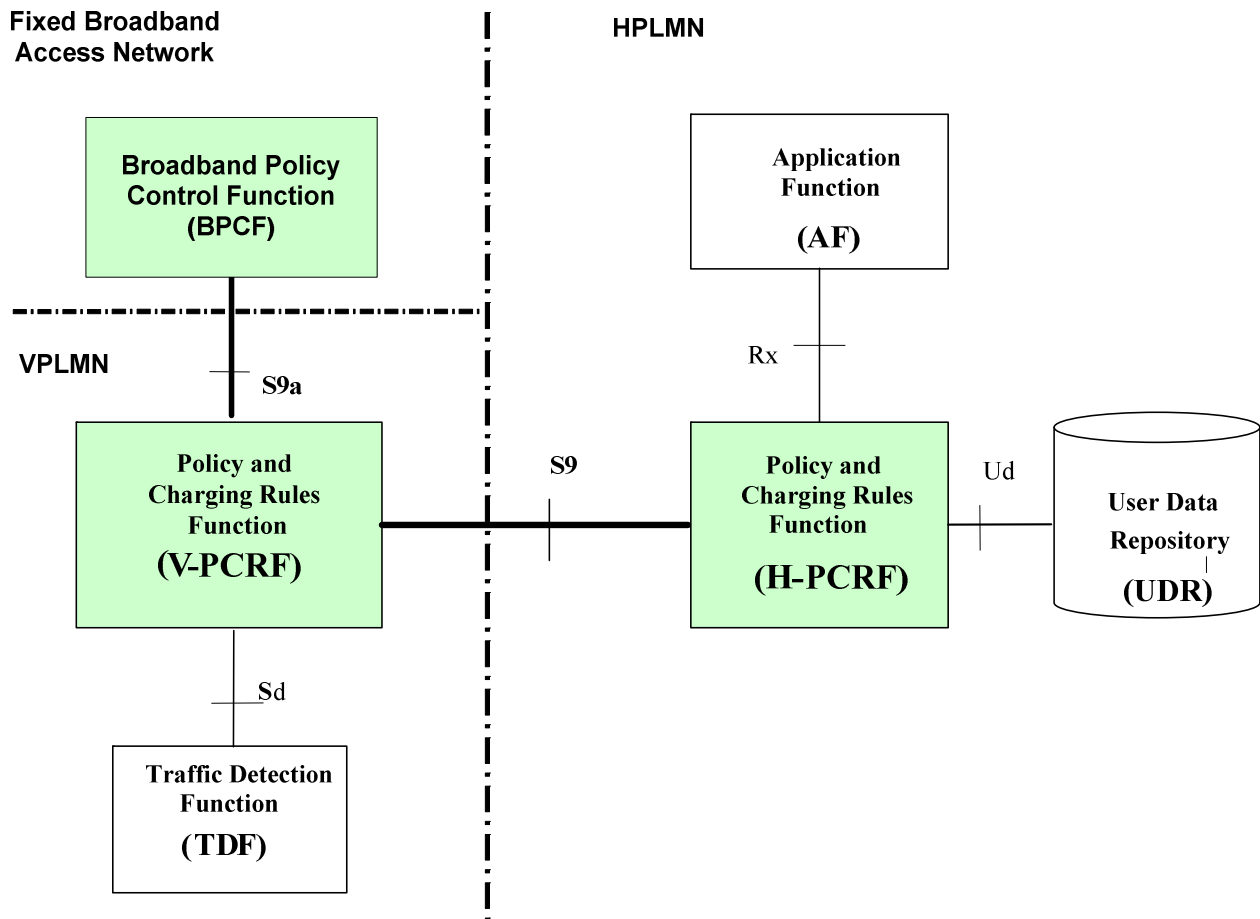 Fixed Broadband
Access Network
HPLMN
Broadband Policy
Control Function
(BPCF)
Application
Function
(AF)
VPLMN
S9a
Rx
Policy and
Charging Rules
Function
(V-PCRF)
S9
Policy and
Charging Rules
Function
(H-PCRF)
Ud
User Data
Repository
(UDR)
Sd
Traffic Detection
Function
(TDF)